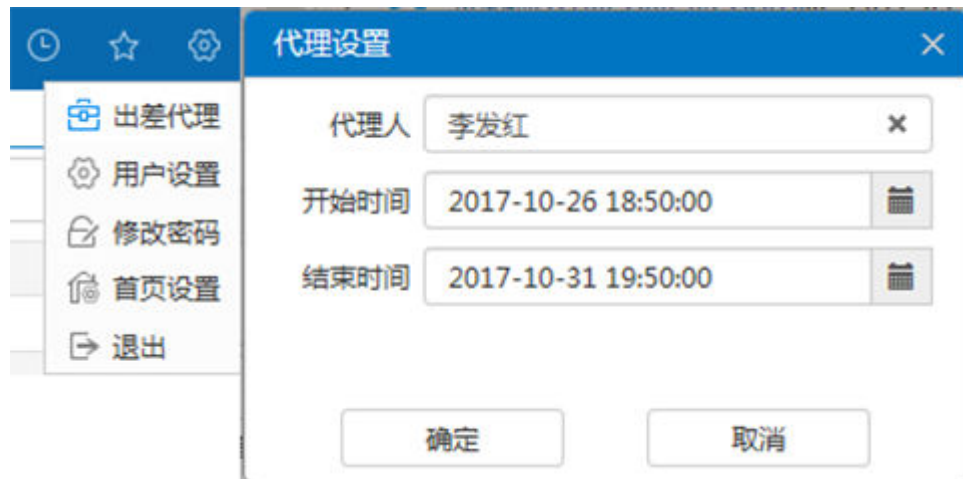 出差代理
用户设置
修改密码
首页设置
退出
代理设置
代理人 李发红
开始时间 2017-10-26 18:50:00
结束时间 2017-10-31 19:50:00
确定 取消